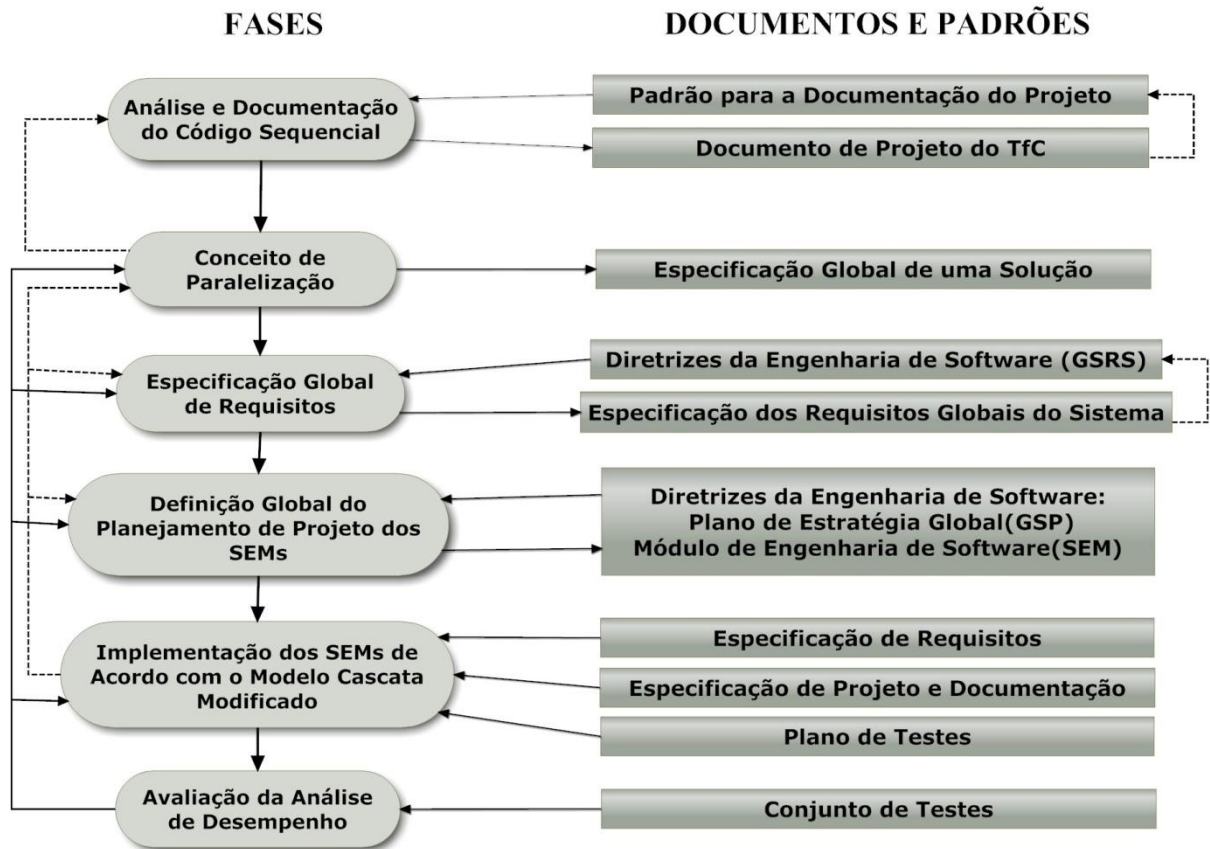 FASES
DOCUMENTOS E PADRÕES
Análise e Documentação
do Código Sequencial
Padrão para a Documentação do Projeto
Documento de Projeto do TfC
Conceito de
Paralelização
Especificação Global de uma Solução
Especificação Global
de Requisitos
Diretrizes da Engenharia de Software (GSRS)
Especificação dos Requisitos Globais do Sistema
Definição Global do
Planejamento de Projeto dos
SEMs
Diretrizes da Engenharia de Software:
Plano de Estratégia Global(GSP)
Módulo de Engenharia de Software(SEM)
Implementação dos SEMs de
Acordo com o Modelo Cascata
Modificado
Especificação de Requisitos
Especificação de Projeto e Documentação
Plano de Testes
Avaliação da Análise
de Desempenho
Conjunto de Testes